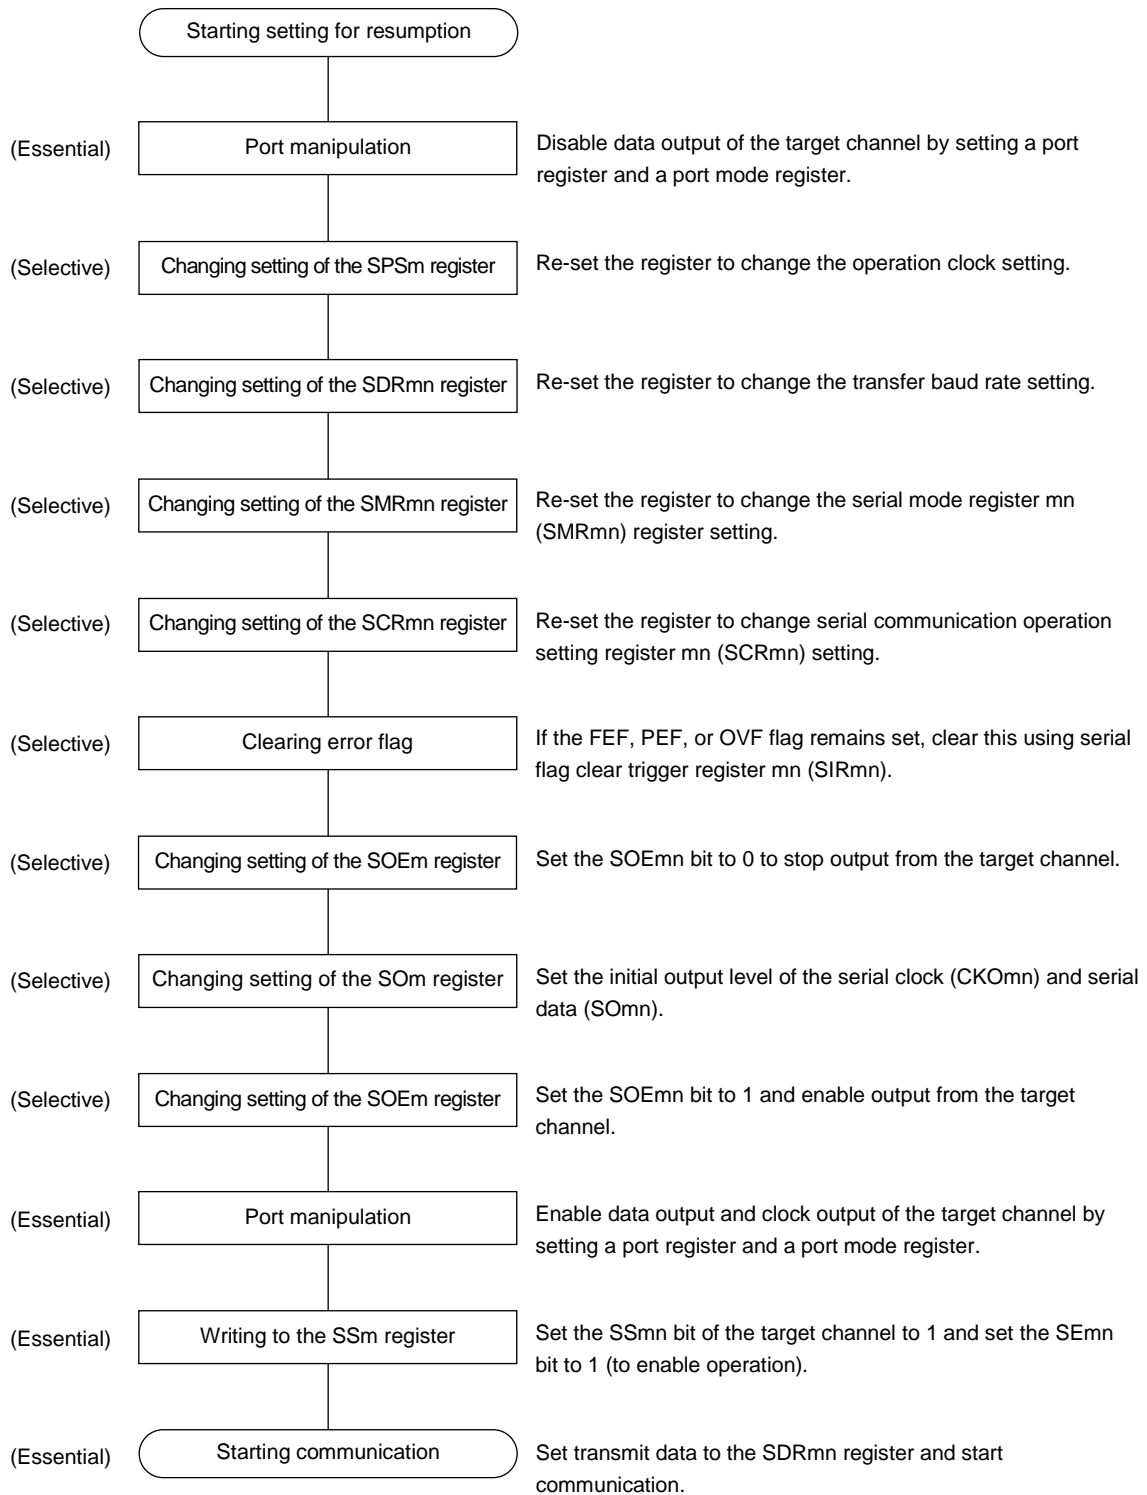 Starting setting for resumption
(Essential)
Port manipulation
Disable data output of the target channel by setting a port
register and a port mode register.
(Selective)
Changing setting of the SPSm register
Re-set the register to change the operation clock setting.
(Selective)
Changing setting of the SDRmn register
Re-set the register to change the transfer baud rate setting.
(Selective)
Changing setting of the SMRmn register
Re-set the register to change the serial mode register mn
(SMRmn) register setting.
(Selective)
Changing setting of the SCRmn register
Re-set the register to change serial communication operation
setting register mn (SCRmn) setting.
(Selective)
Clearing error flag
If the FEF, PEF, or OVF flag remains set, clear this using serial
flag clear trigger register mn (SIRmn).
(Selective)
Changing setting of the SOEm register
Set the SOEmn bit to 0 to stop output from the target channel.
(Selective)
Changing setting of the SOm register
Set the initial output level of the serial clock (CKOmn) and serial
data (SOmn).
(Selective)
Changing setting of the SOEm register
Set the SOEmn bit to 1 and enable output from the target
channel.
(Essential)
Port manipulation
Enable data output and clock output of the target channel by
setting a port register and a port mode register.
(Essential)
Writing to the SSm register
Set the SSmn bit of the target channel to 1 and set the SEmn
bit to 1 (to enable operation).
(Essential)
Starting communication
Set transmit data to the SDRmn register and start
communication.